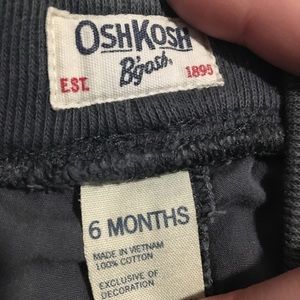 OSHKOSH
B'gosh.
EST. 1895
6 MONTHS
MADE IN VIETNAM
100% COTTON
EXCLUSIVE OF
DECORATION